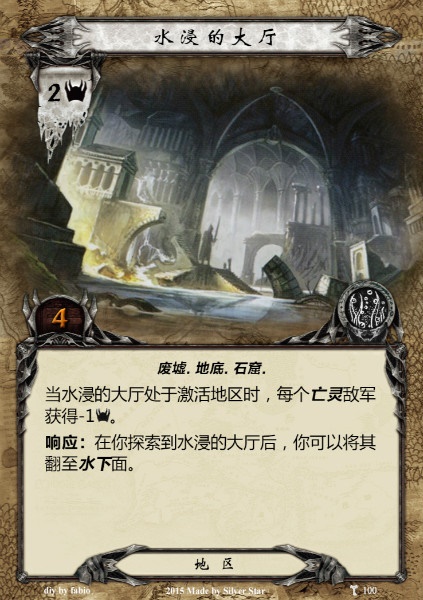 水浸的大厅
2
4
废墟. 地底. 石窟.
当水浸的大厅处于激活地区时，每个亡灵敌军
获得-1。
响应：在你探索到水浸的大厅后，你可以将其
翻至水下面。
地 区
diy by fabio
2015 Made by Silver Star
100